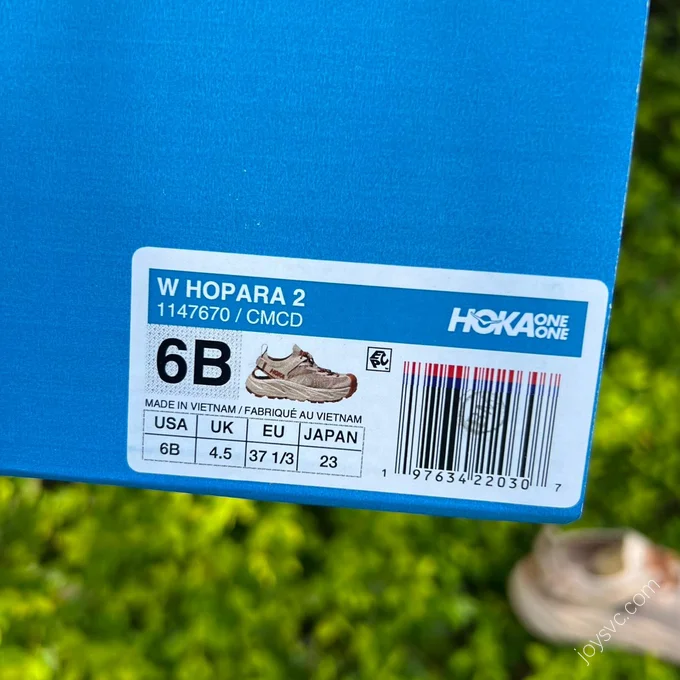 W HOPARA 2
1147670 / CMCD
HOKA ONE ONE
6B
MADE IN VIETNAM / FABRIQUÉ AU VIETNAM
USA UK EU JAPAN
6B 4.5 37 1/3 23
1 97634 22030 7
joysvc.com